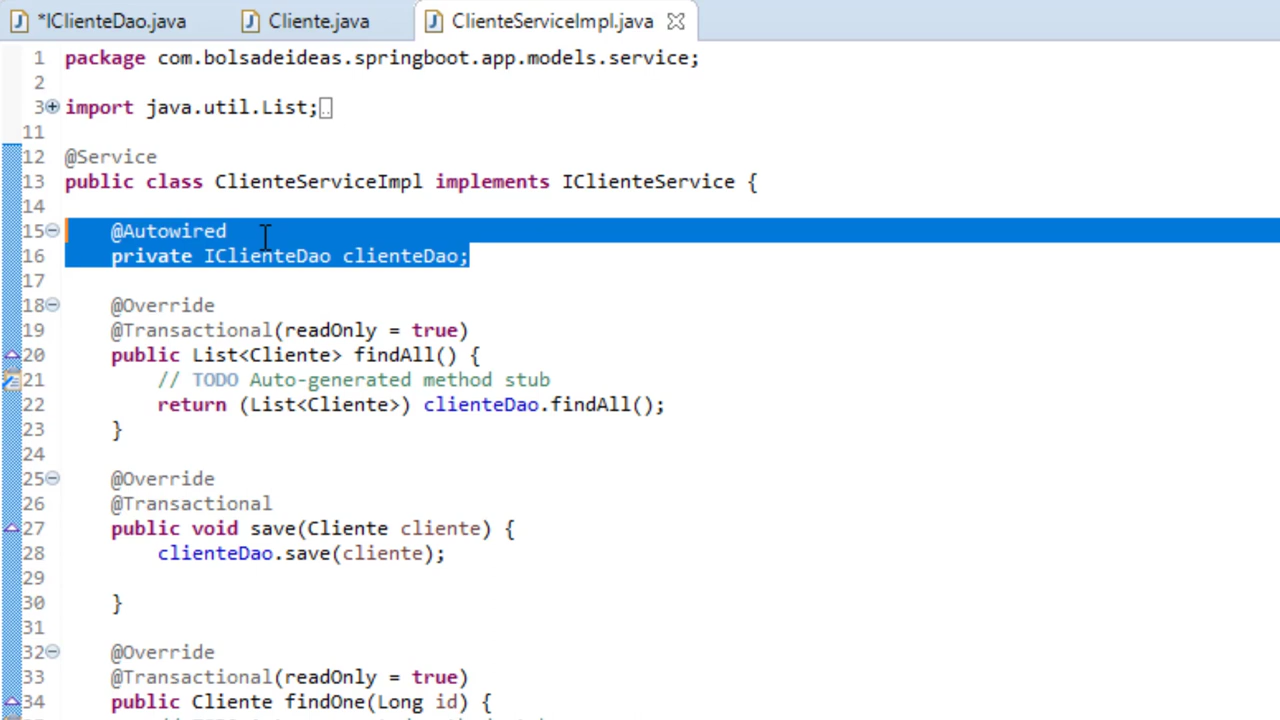 *IClienteDao.java Cliente.java ClienteServiceImpl.java
1 package com.bolsadeideas.springboot.app.models.service;
2
3 import java.util.List;
11
12 @Service
13 public class ClienteServiceImpl implements IClienteService {
14
15 @Autowired
16 private IClienteDao clienteDao;
17
18 @Override
19 @Transactional(readOnly = true)
20 public List<Cliente> findAll() {
21 // TODO Auto-generated method stub
22 return (List<Cliente>) clienteDao.findAll();
23 }
24
25 @Override
26 @Transactional
27 public void save(Cliente cliente) {
28 clienteDao.save(cliente);
29
30 }
31
32 @Override
33 @Transactional(readOnly = true)
34 public Cliente findOne(Long id) {